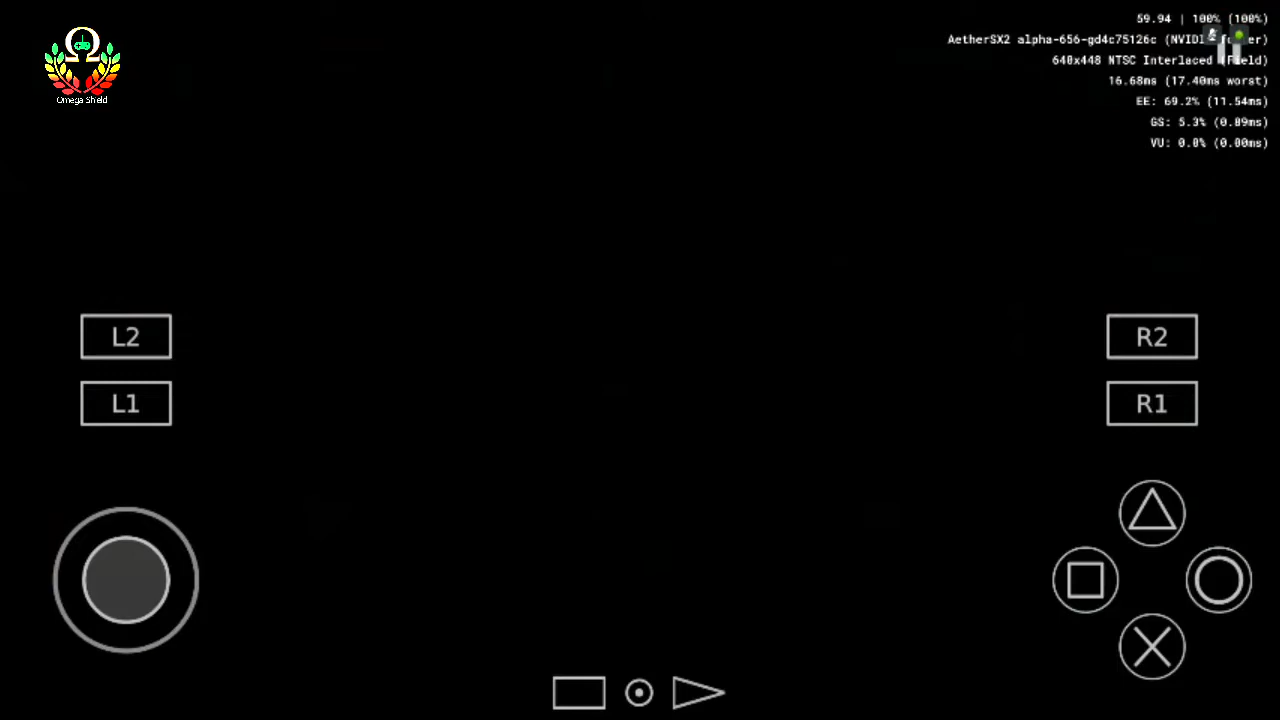 59.94 | 100% (100%)
AetherSX2 alpha-656-gd4c75126c
640x448 NTSC Interlaced
16.68ms (17.40ms worst)
EE: 69.2% (11.54ms)
GS: 5.3% (0.89ms)
VU: 0.0% (0.00ms)
Ω
Omega Shield
L2
R2
L1
R1